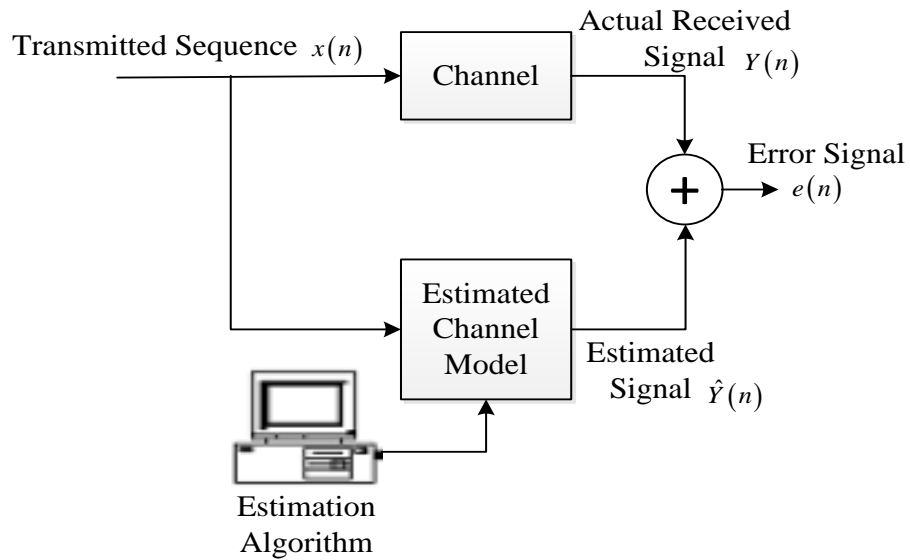 Transmitted Sequence x(n)
Channel
Actual Received
Signal Y(n)
+
Error Signal
e(n)
Estimated
Channel
Model
Estimated
Signal Ŷ(n)
Estimation
Algorithm